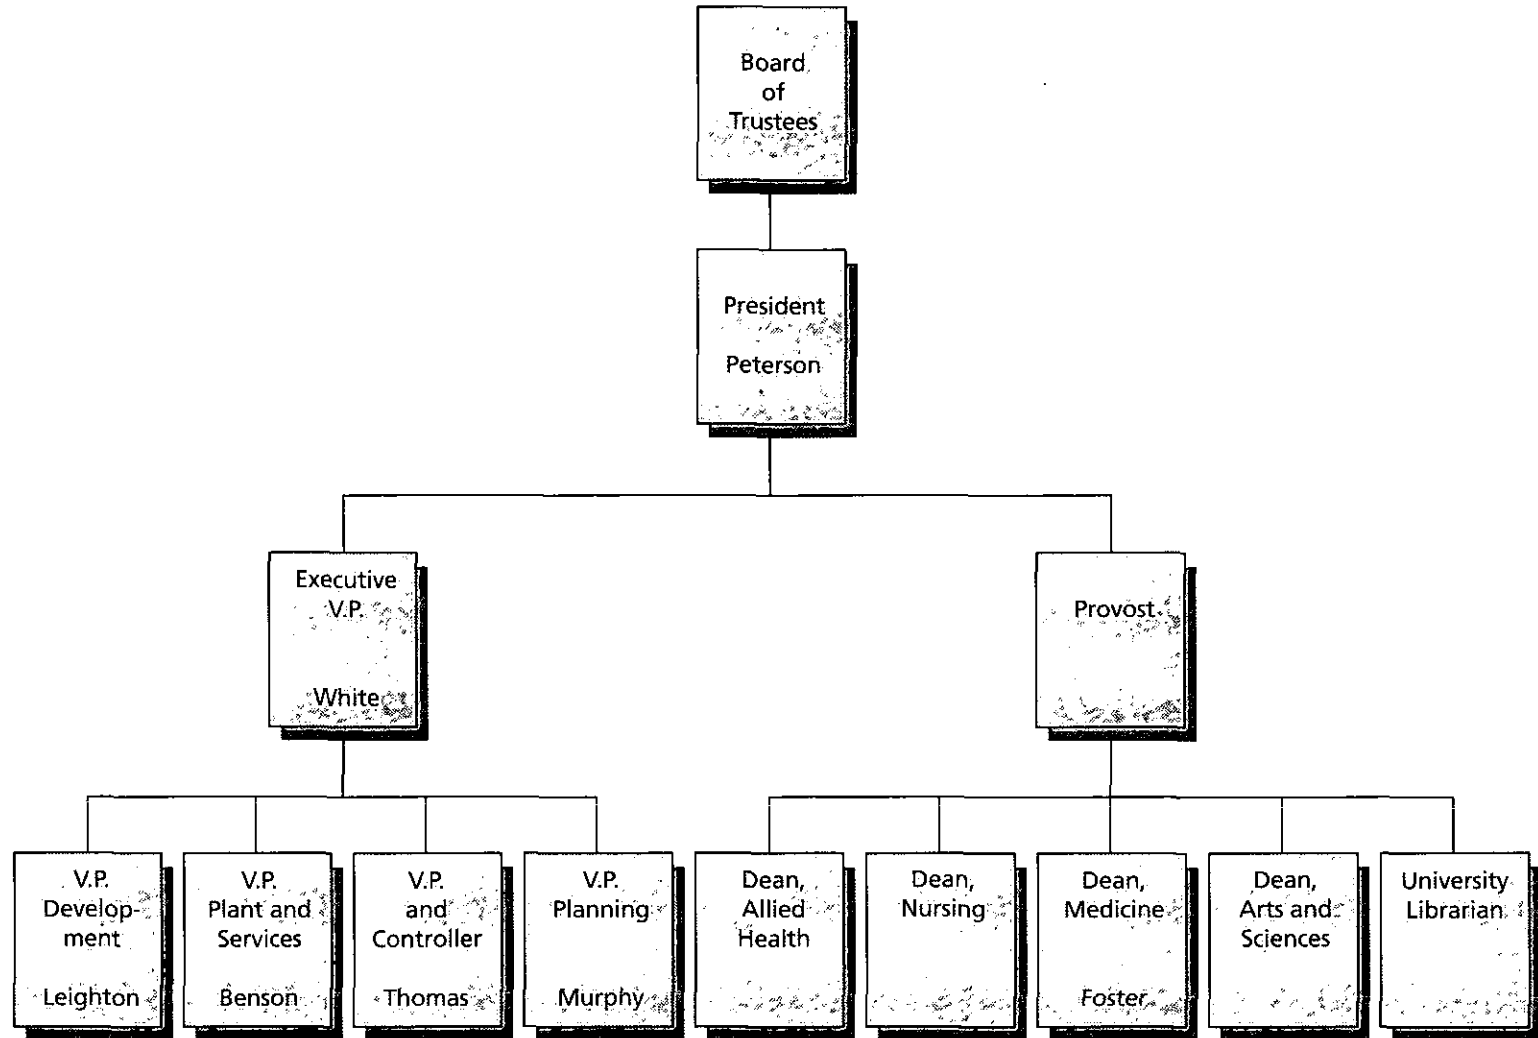 Board
of
Trustees
President
Peterson
Executive
V.P.
White
Provost
V.P.
Develop-
ment
Leighton
V.P.
Plant and
Services
Benson
V.P.
and
Controller
Thomas
V.P.
Planning
Murphy
Dean,
Allied
Health
Dean,
Nursing
Dean,
Medicine
Foster
Dean,
Arts and
Sciences
University
Librarian